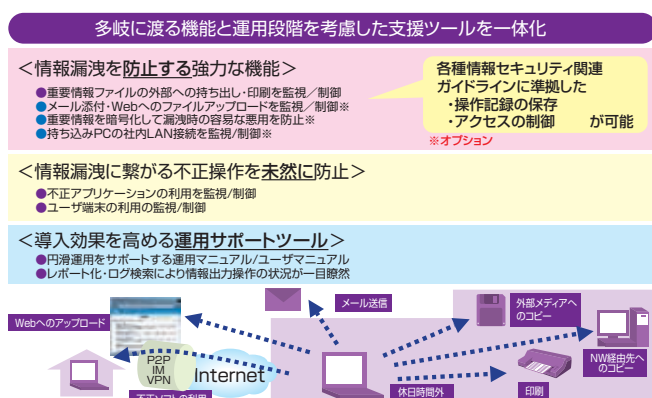 多岐に渡る機能と運用段階を考慮した支援ツールを一体化
＜情報漏洩を防止する強力な機能＞
●重要情報ファイルの外部への持ち出し・印刷を監視／制御
●メール添付・Webへのファイルアップロードを監視／制御※
●重要情報を暗号化して漏洩時の容易な悪用を防止※
●持ち込みPCの社内LAN接続を監視/制御※
各種情報セキュリティ関連
ガイドラインに準拠した
・操作記録の保存
・アクセスの制御　が可能
※オプション
＜情報漏洩に繋がる不正操作を未然に防止＞
●不正アプリケーションの利用を監視/制御
●ユーザ端末の利用の監視/制御
＜導入効果を高める運用サポートツール＞
●円滑運用をサポートする運用マニュアル/ユーザマニュアル
●レポート化・ログ検索により情報出力操作の状況が一目瞭然
メール送信
外部メディアへ
のコピー
Webへのアップロード
NW経由先へ
のコピー
P2P
IM
VPN
Internet
不正ソフトの利用
休日時間外
印刷